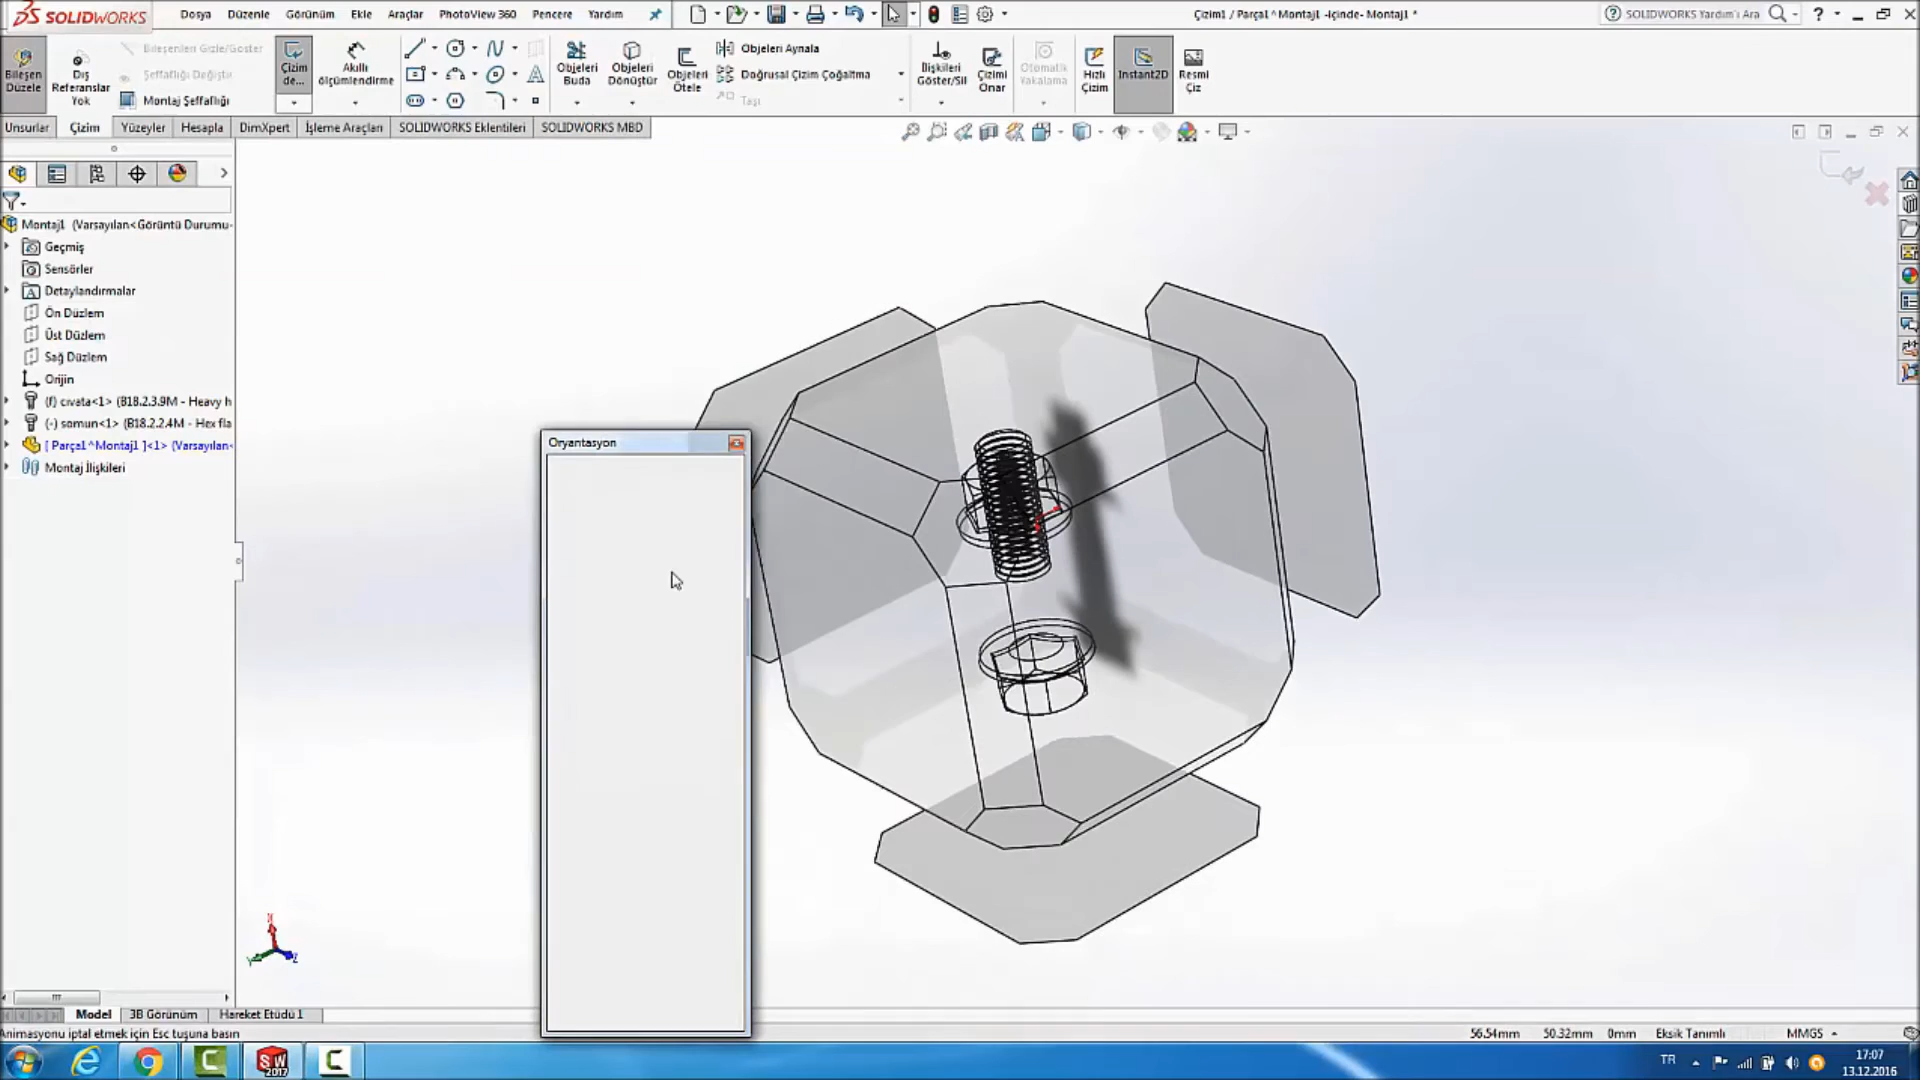 SOLIDWORKS
Dosya Düzenle Görünüm Ekle Araçlar PhotoView 360 Pencere Yardım
Çizim1 / Parça1 ^ Montaj1 -içinde- Montaj1 *
SOLIDWORKS Yardım'ı Ara
Bileşen Düzele
Dış Referanslar Yok
Bileşenleri Gizle/Göster
Şeffaflığı Değiştir
Montaj Şeffaflığı
Çizim de...
Akıllı ölçümlendirme
Objeleri Buda
Objeleri Dönüştür
Objeleri Ötele
Objeleri Aynala
Doğrusal Çizim Çoğaltma
Taşı
İlişkileri Göster/Sil
Çizimi Onar
Otomatik Yakalama
Hızlı Çizim
Instant2D
Resmi Çiz
Unsurlar Çizim Yüzeyler Hesapla DimXpert İşleme Araçları SOLIDWORKS Eklentileri SOLIDWORKS MBD
Montaj1 (Varsayılan<Görüntü Durumu-
Geçmiş
Sensörler
Detaylandırmalar
Ön Düzlem
Üst Düzlem
Sağ Düzlem
Orijin
(f) cıvata<1> (B18.2.3.9M - Heavy h
(-) somun<1> (B18.2.2.4M - Hex fla
[ Parça1^Montaj1 ]<1> (Varsayılan<
Montaj İlişkileri
Oryantasyon
Model 3B Görünüm Hareket Etüdü 1
Animasyonu iptal etmek için Esc tuşuna basın
56.54mm 50.32mm 0mm Eksik Tanımlı MMGS
SW 2017
TR
17:07
13.12.2016